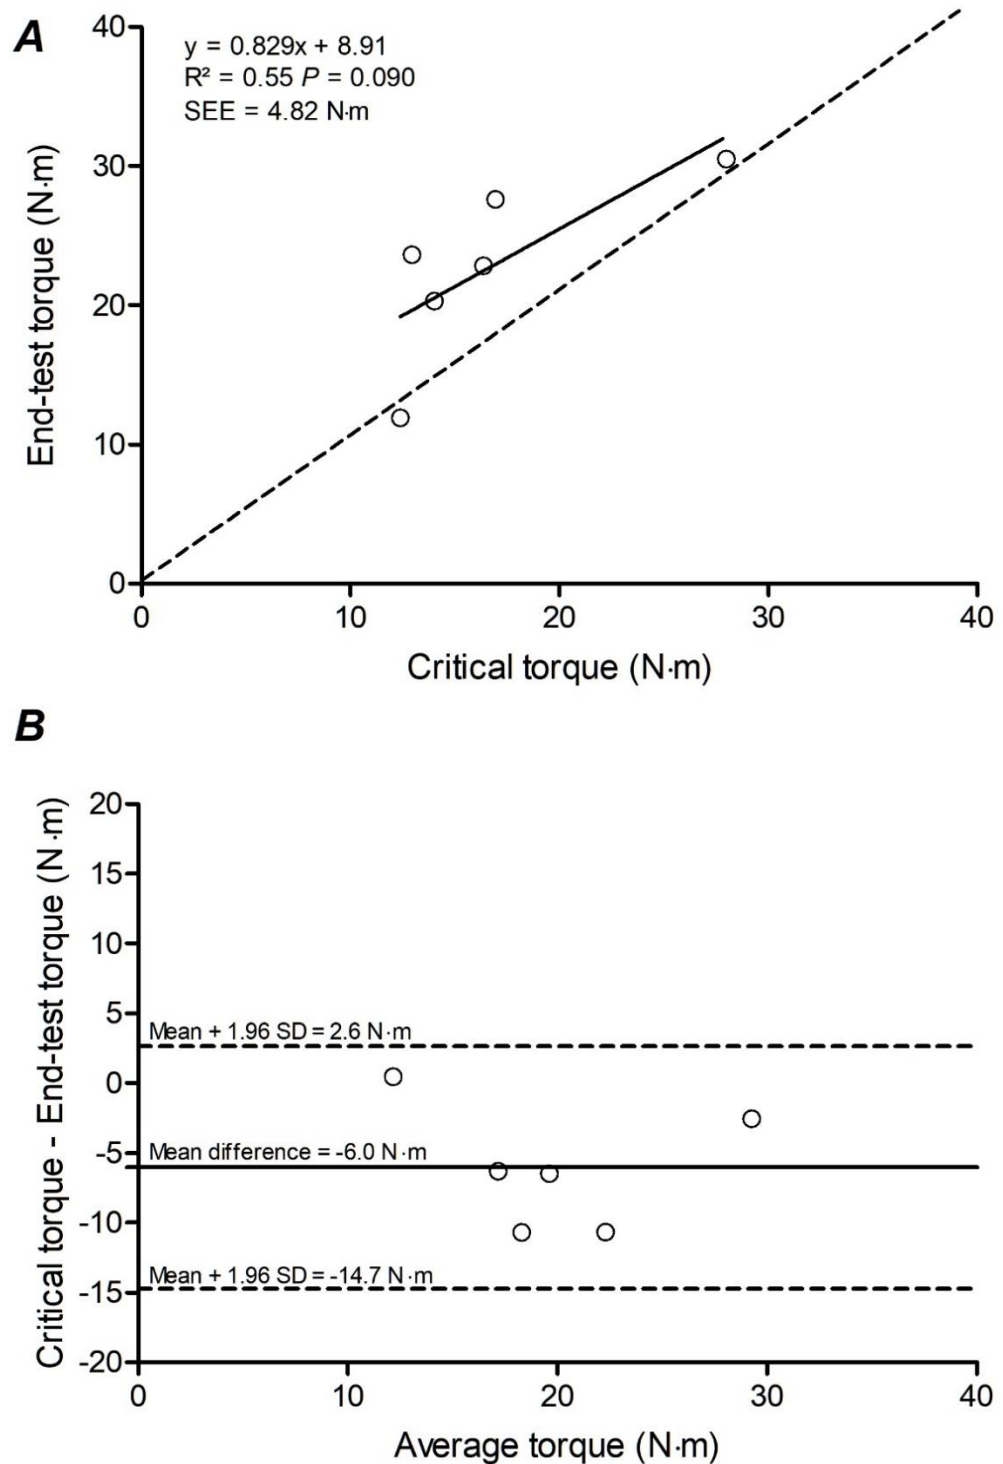 A
y = 0.829x + 8.91
R² = 0.55 P = 0.090
SEE = 4.82 N·m
End-test torque (N·m)
40
30
20
10
0
0 10 20 30 40
Critical torque (N·m)
B
Critical torque - End-test torque (N·m)
20
15
10
5
Mean + 1.96 SD = 2.6 N·m
0
-5
Mean difference = -6.0 N·m
-10
Mean + 1.96 SD = -14.7 N·m
-15
-20
0 10 20 30 40
Average torque (N·m)